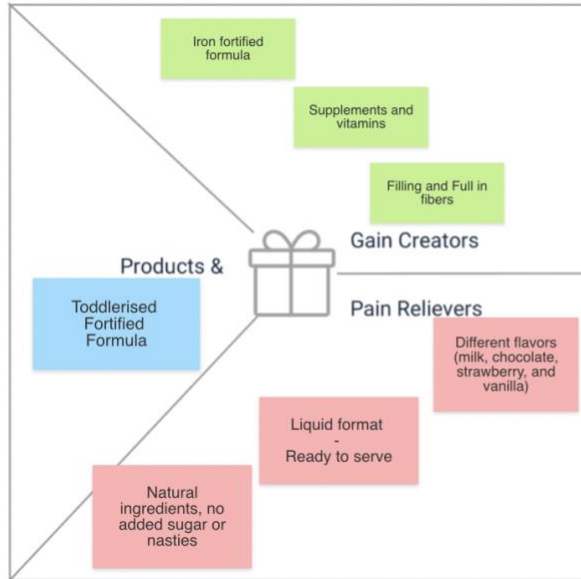 Iron fortified
formula
Supplements and
vitamins
Filling and Full in
fibers
Gain Creators
Products &
Pain Relievers
Toddlerised
Fortified
Formula
Different flavors
(milk, chocolate,
strawberry, and
vanilla)
Liquid format
-
Ready to serve
Natural
ingredients, no
added sugar or
nasties